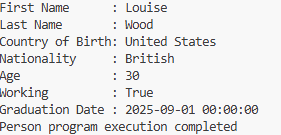 First Name      : Louise
Last Name       : Wood
Country of Birth: United States
Nationality     : British
Age             : 30
Working         : True
Graduation Date : 2025-09-01 00:00:00
Person program execution completed